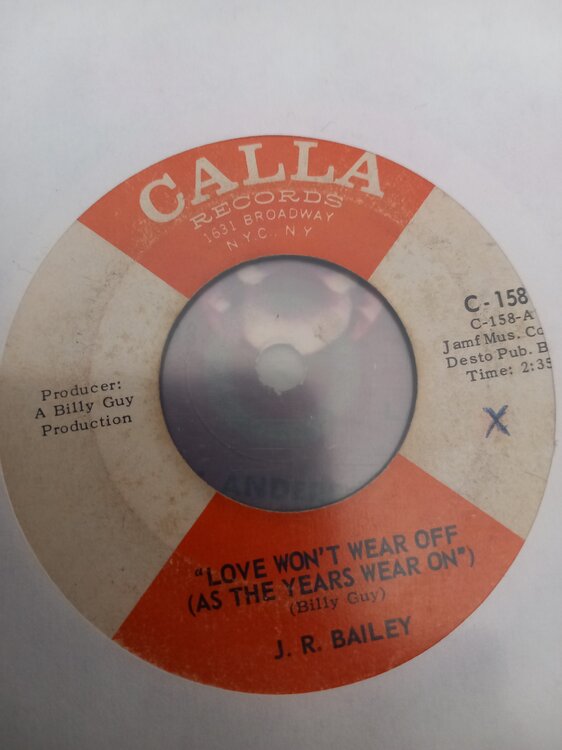 CALLA
RECORDS
1631 BROADWAY
N.Y.C., N.Y
C-158
C-158-A
Jamf Mus. Co
Desto Pub. B
Time: 2:35
X
Producer:
A Billy Guy
Production
ANDER
"LOVE WON'T WEAR OFF
(AS THE YEARS WEAR ON")
(Billy Guy)
J. R. BAILEY